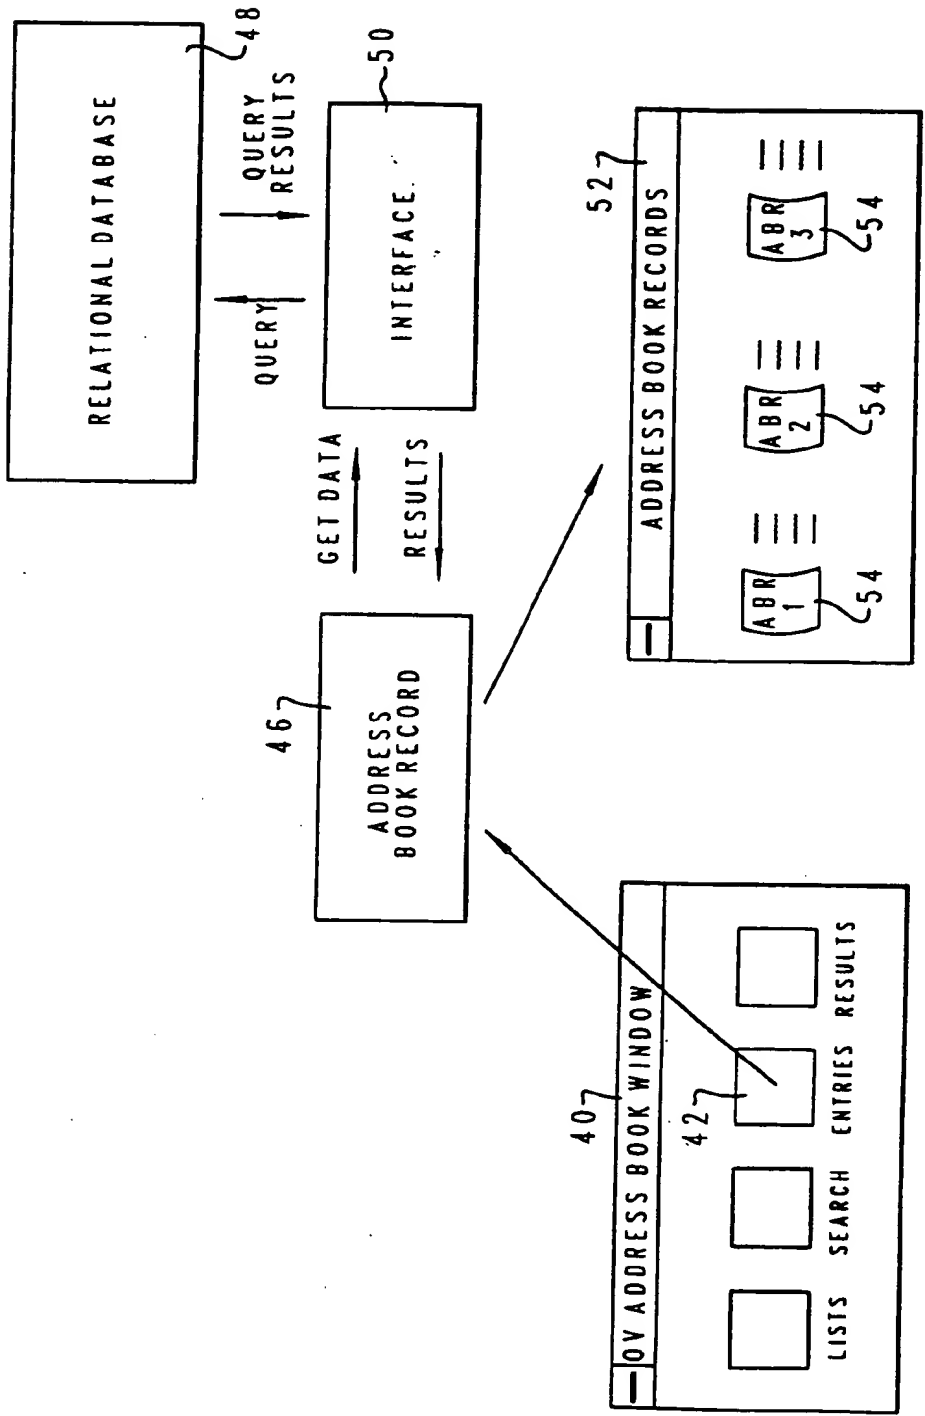 RELATIONAL DATABASE
48
QUERY
QUERY
RESULTS
INTERFACE
50
GET DATA
RESULTS
46
ADDRESS
BOOK RECORD
40
OV ADDRESS BOOK WINDOW
42
LISTS
SEARCH
ENTRIES
RESULTS
52
ADDRESS BOOK RECORDS
ABR
1
54
ABR
2
54
ABR
3
54